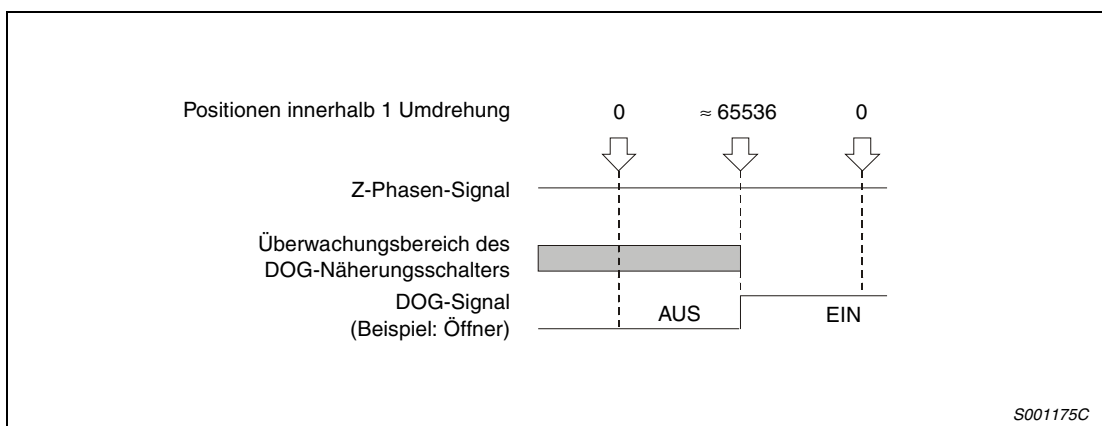 Positionen innerhalb 1 Umdrehung 0 ≈ 65536 0
Z-Phasen-Signal
Überwachungsbereich des
DOG-Näherungsschalters
DOG-Signal
(Beispiel: Öffner)
AUS EIN
S001175C